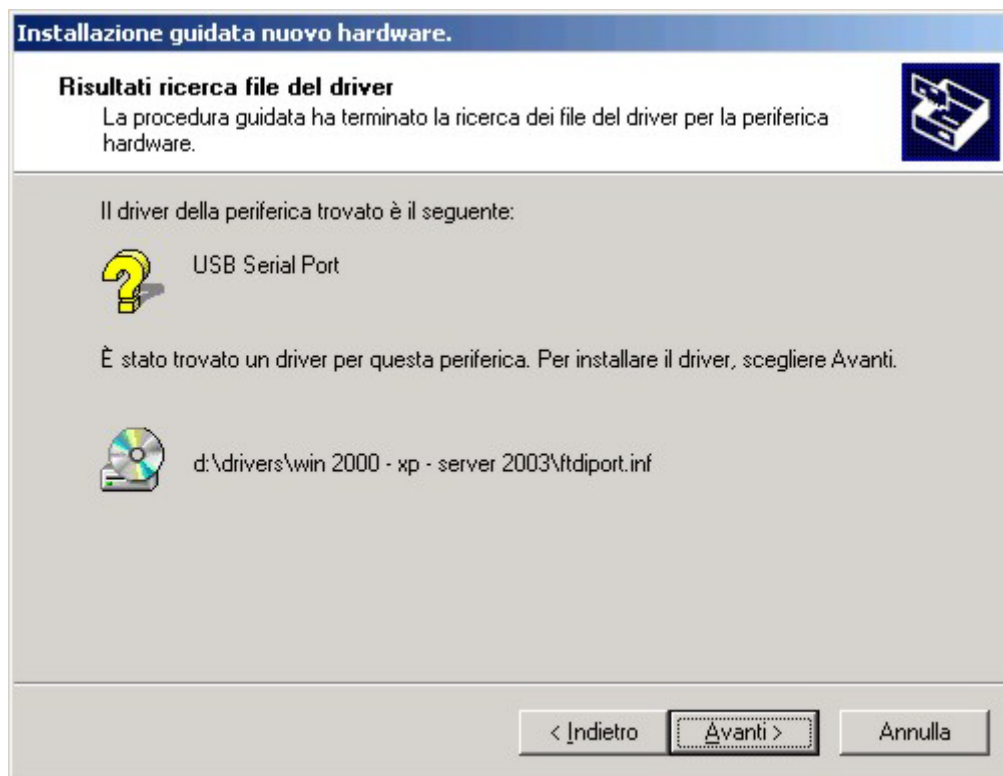 Installazione guidata nuovo hardware.
Risultati ricerca file del driver
La procedura guidata ha terminato la ricerca dei file del driver per la periferica
hardware.
Il driver della periferica trovato è il seguente:
USB Serial Port
È stato trovato un driver per questa periferica. Per installare il driver, scegliere Avanti.
d:\drivers\win 2000 - xp - server 2003\ftdiport.inf
< Indietro Avanti > Annulla